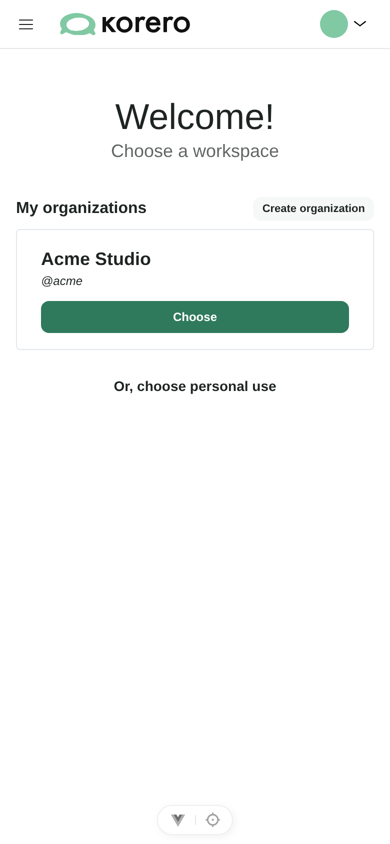 Korero
Welcome!
Choose a workspace
My organizations
Create organization
Acme Studio
@acme
Choose
Or, choose personal use